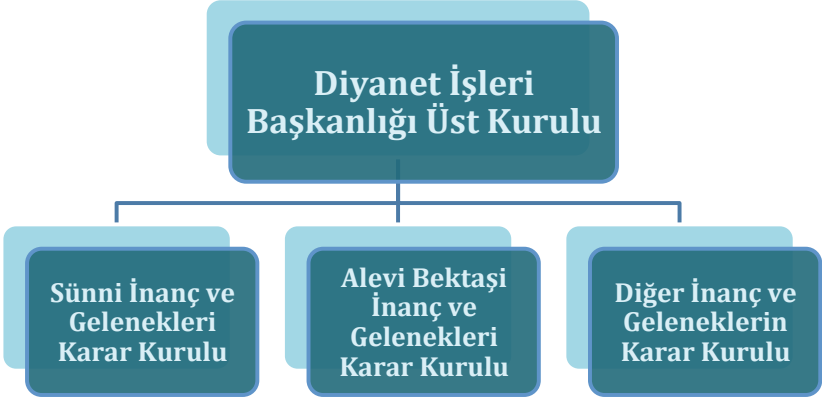 Diyanet İşleri
Başkanlığı Üst Kurulu
Sünni İnanç ve
Gelenekleri
Karar Kurulu
Alevi Bektaşi
İnanç ve
Gelenekleri
Karar Kurulu
Diğer İnanç ve
Geleneklerin
Karar Kurulu